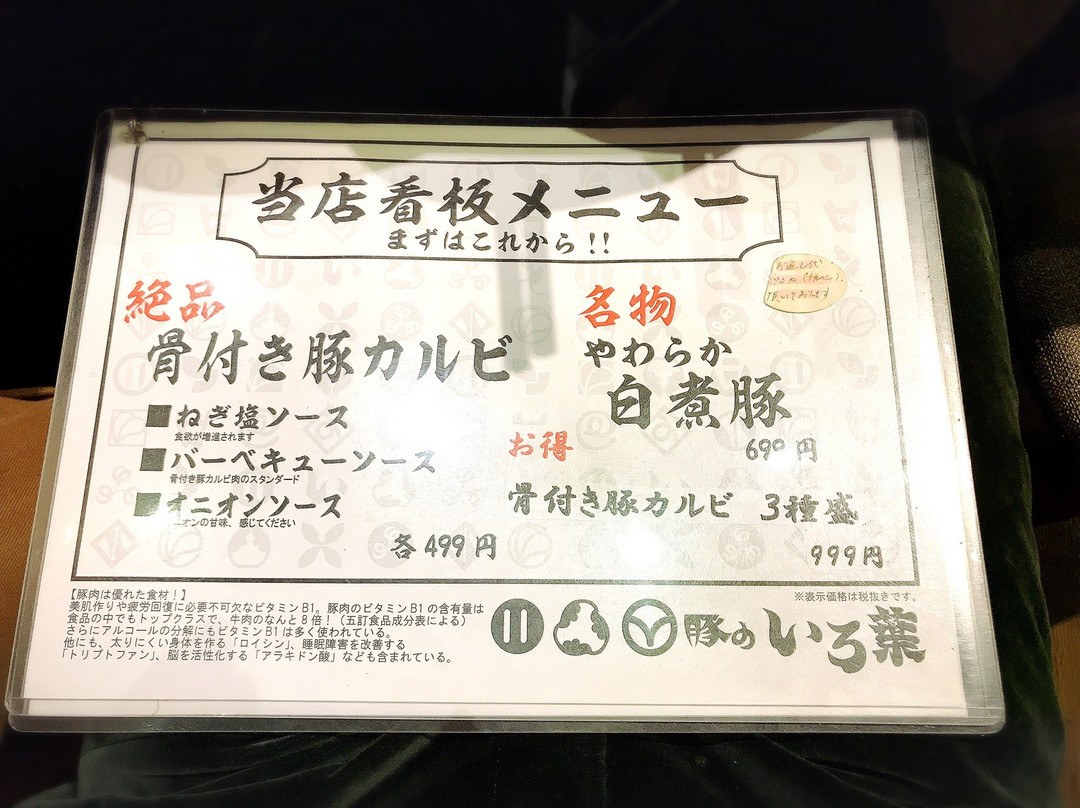 当店看板メニュー
まずはこれから!!
絶品
骨付き豚カルビ
■ねぎ塩ソース
食欲が増進されます
■バーベキューソース
骨付き豚カルビ肉のスタンダード
■オニオンソース
ニオンの甘味、感じてください
各499円
名物
やわらか
白煮豚
699円
お得
骨付き豚カルビ 3種盛
999円
お通し代
頂いております
【豚肉は優れた食材！】
美肌作りや疲労回復に必要不可欠なビタミンB1。豚肉のビタミンB1の含有量は
食品の中でもトップクラスで、牛肉のなんと8倍！（五訂食品成分表による）
さらにアルコールの分解にもビタミンB1は多く使われている。
他にも、太りにくい身体を作る「ロイシン」、睡眠障害を改善する
「トリプトファン」、脳を活性化する「アラキドン酸」なども含まれている。
※表示価格は税抜きです。
豚のいろ葉